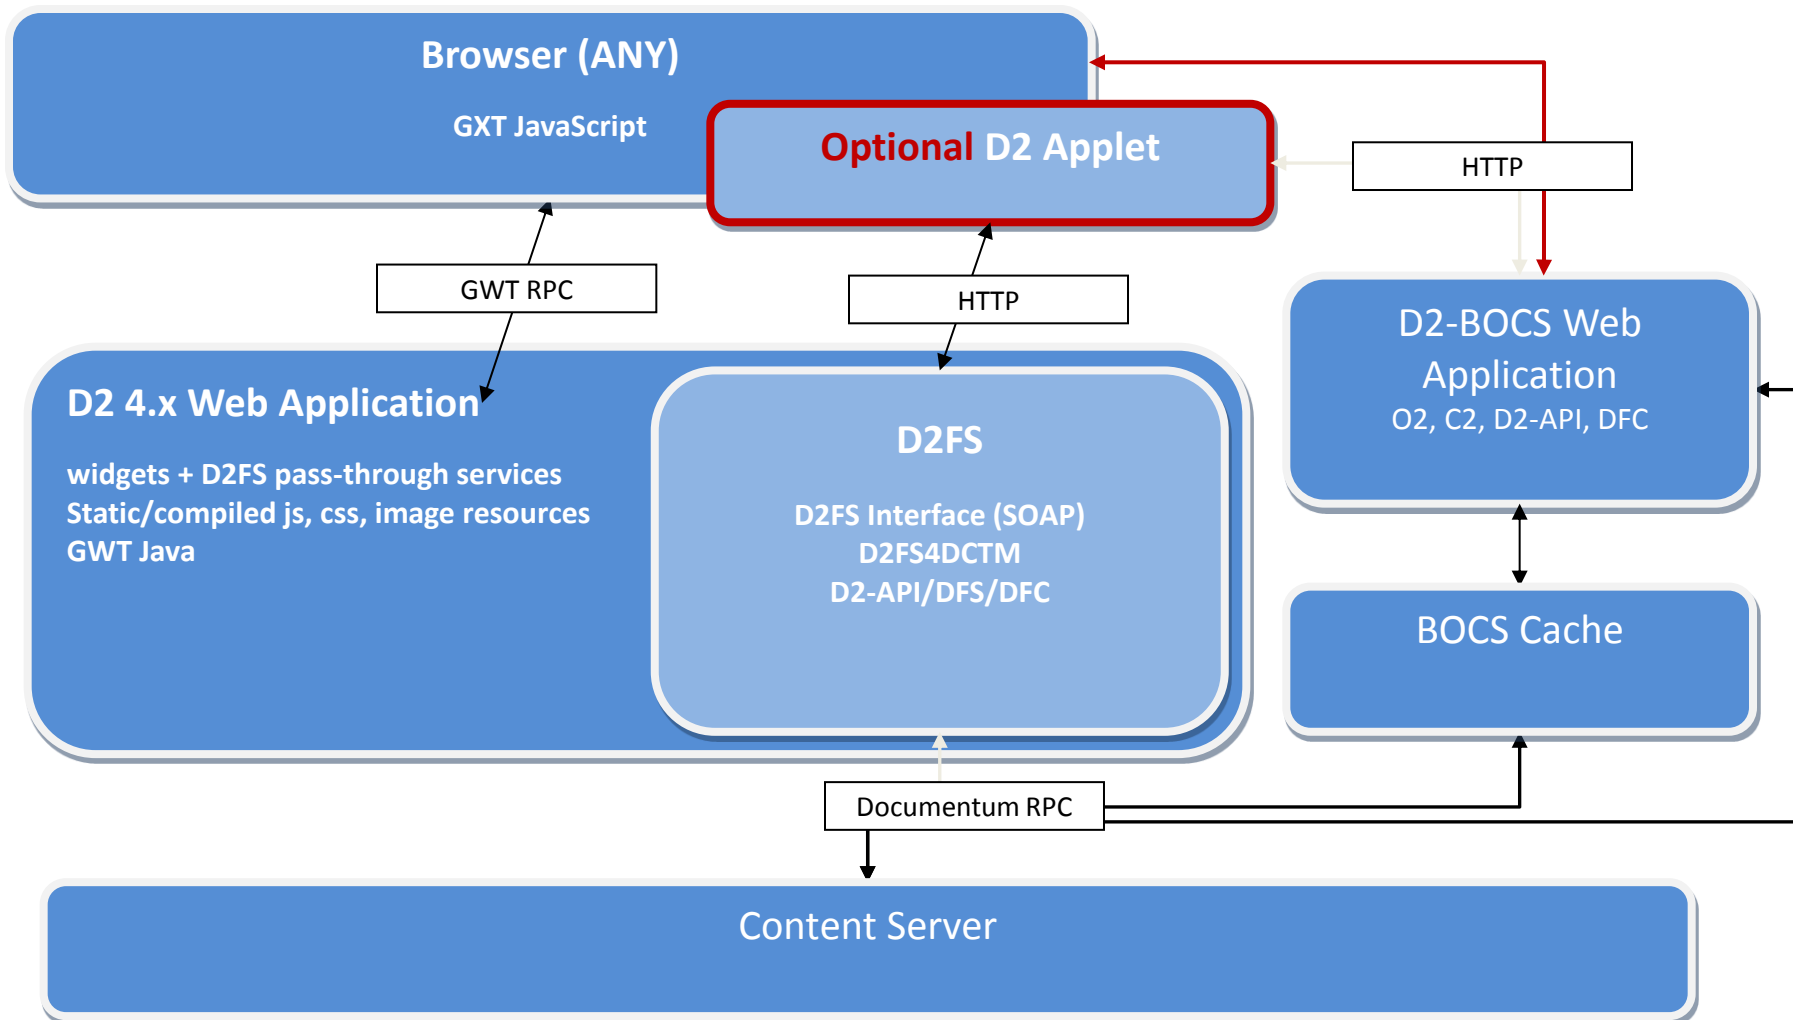 Browser (ANY)
GXT JavaScript
Optional D2 Applet
HTTP
GWT RPC
HTTP
D2-BOCS Web
Application
O2, C2, D2-API, DFC
D2 4.x Web Application
widgets + D2FS pass-through services
Static/compiled js, css, image resources
GWT Java
D2FS
D2FS Interface (SOAP)
D2FS4DCTM
D2-API/DFS/DFC
BOCS Cache
Documentum RPC
Content Server